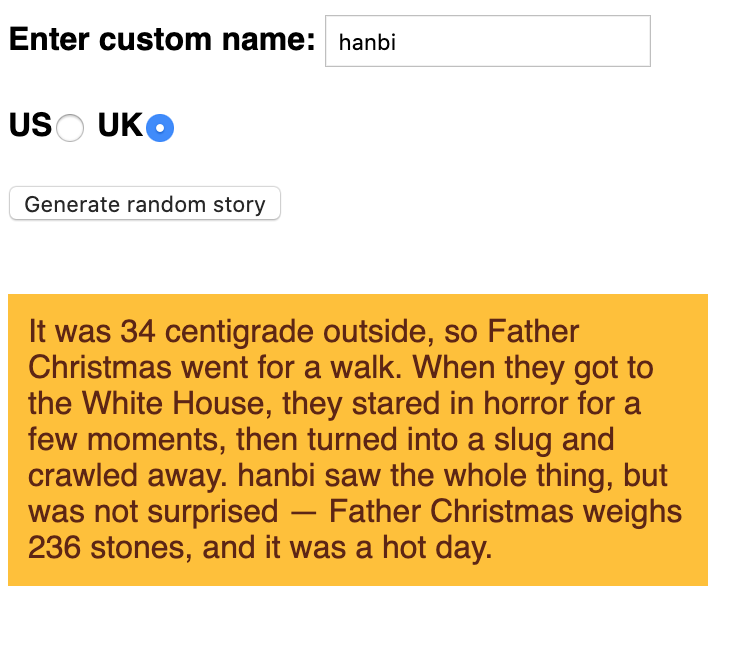 Enter custom name: hanbi
US UK
Generate random story
It was 34 centigrade outside, so Father
Christmas went for a walk. When they got to
the White House, they stared in horror for a
few moments, then turned into a slug and
crawled away. hanbi saw the whole thing, but
was not surprised — Father Christmas weighs
236 stones, and it was a hot day.